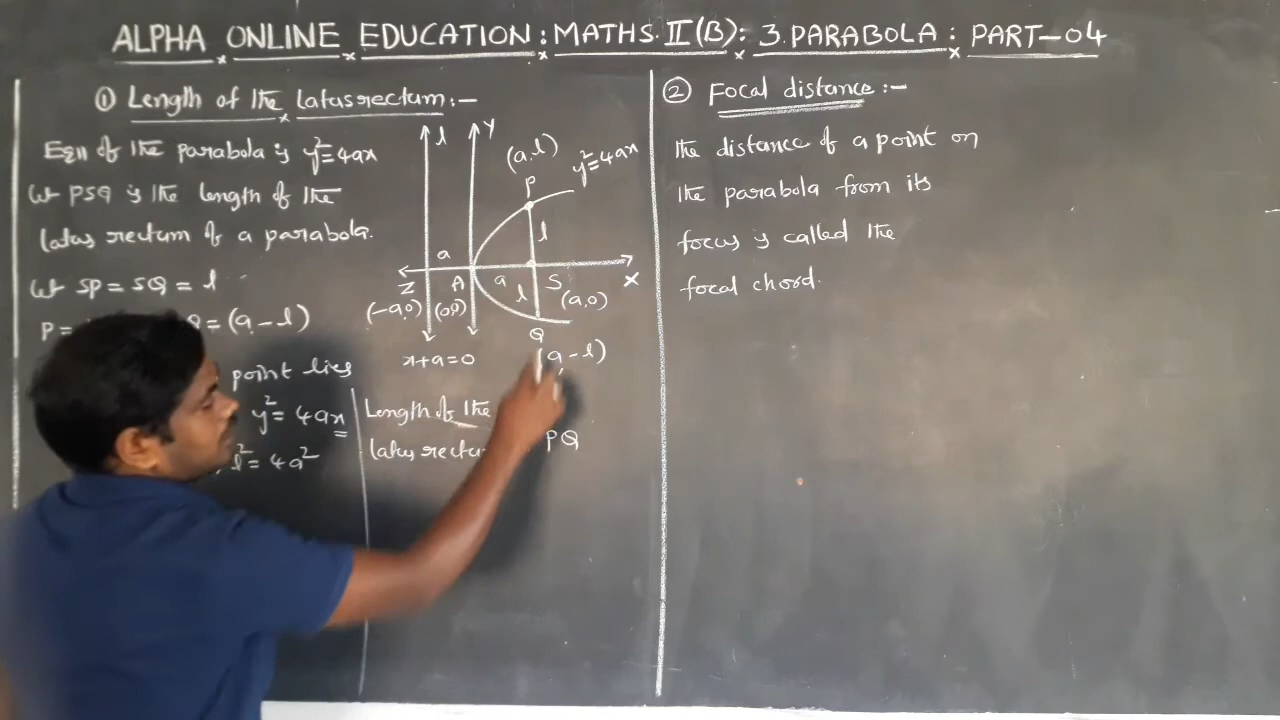 ALPHA ONLINE EDUCATION: MATHS.II(B): 3.PARABOLA: PART-04
① Length of the latus rectum:-
Eqn of the parabola is y²=4ax
let PSQ is the length of the
latus rectum of a parabola.
let SP = SQ = l
P= Q=(a, -l)
point lies
y² = 4ax
l² = 4a²
l
Y
(a, l)
y²=4ax
P
l
a
Z
A
a
S
X
l
(-a,0)
(0,0)
(a,0)
Q
x+a=0
(a, -l)
Length of the
latus rectu
PQ
② Focal distance:-
the distance of a point on
the parabola from its
focus is called the
focal chord.